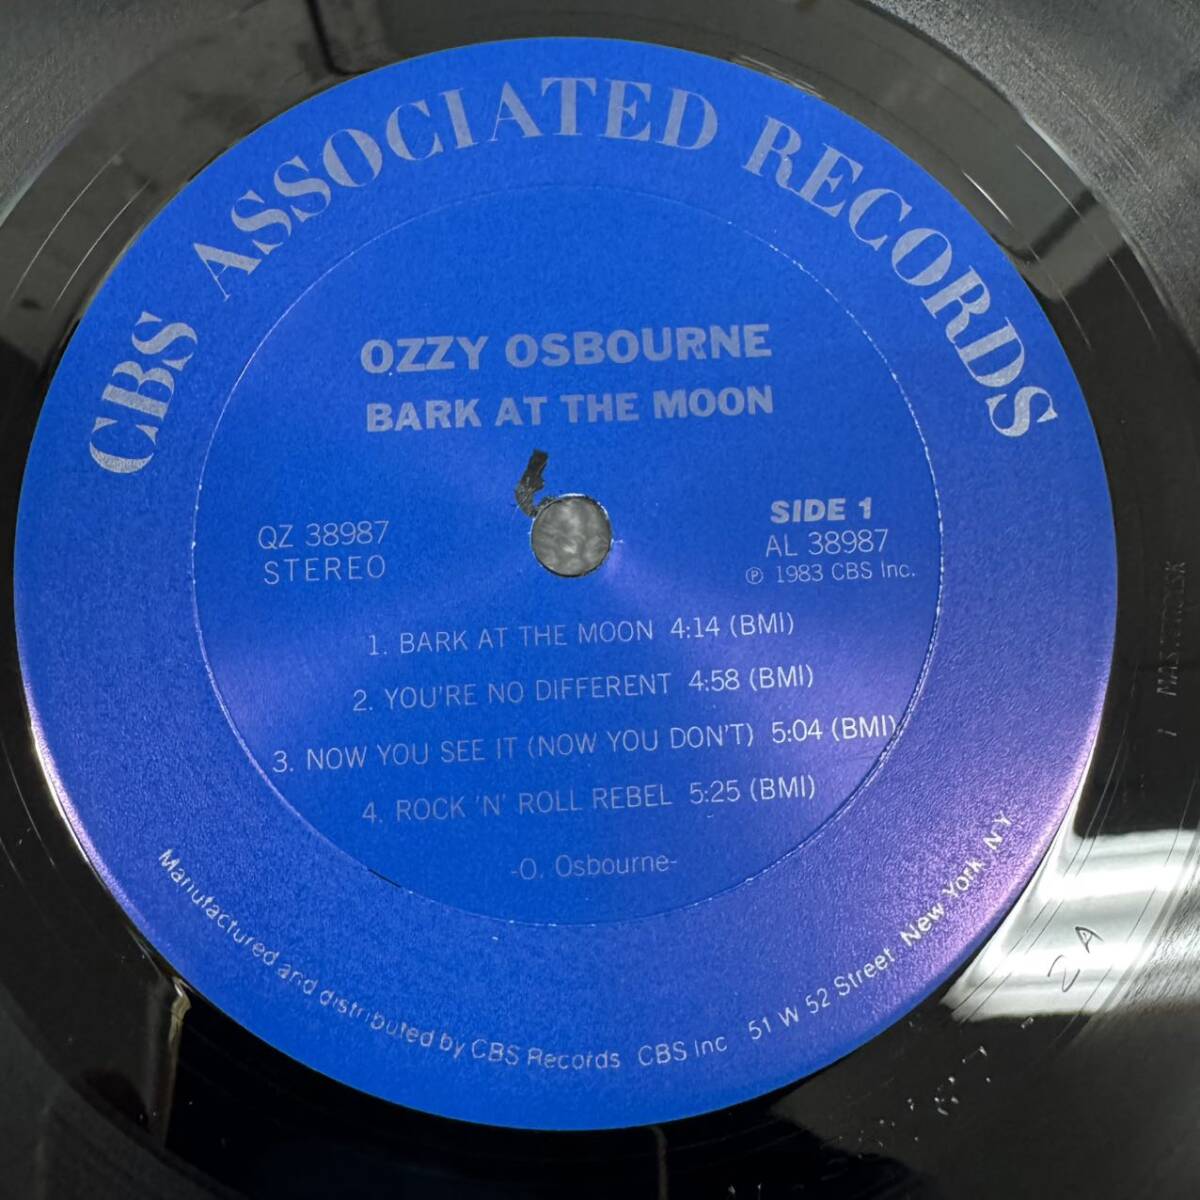 CBS ASSOCIATED RECORDS
OZZY OSBOURNE
BARK AT THE MOON
QZ 38987
STEREO
SIDE 1
AL 38987
℗ 1983 CBS Inc.
1. BARK AT THE MOON 4:14 (BMI)
2. YOU'RE NO DIFFERENT 4:58 (BMI)
3. NOW YOU SEE IT (NOW YOU DON'T) 5:04 (BMI)
4. ROCK 'N' ROLL REBEL 5:25 (BMI)
-O. Osbourne-
Manufactured and distributed by CBS Records CBS Inc 51 W 52 Street New York NY
MASTERDISK
2A